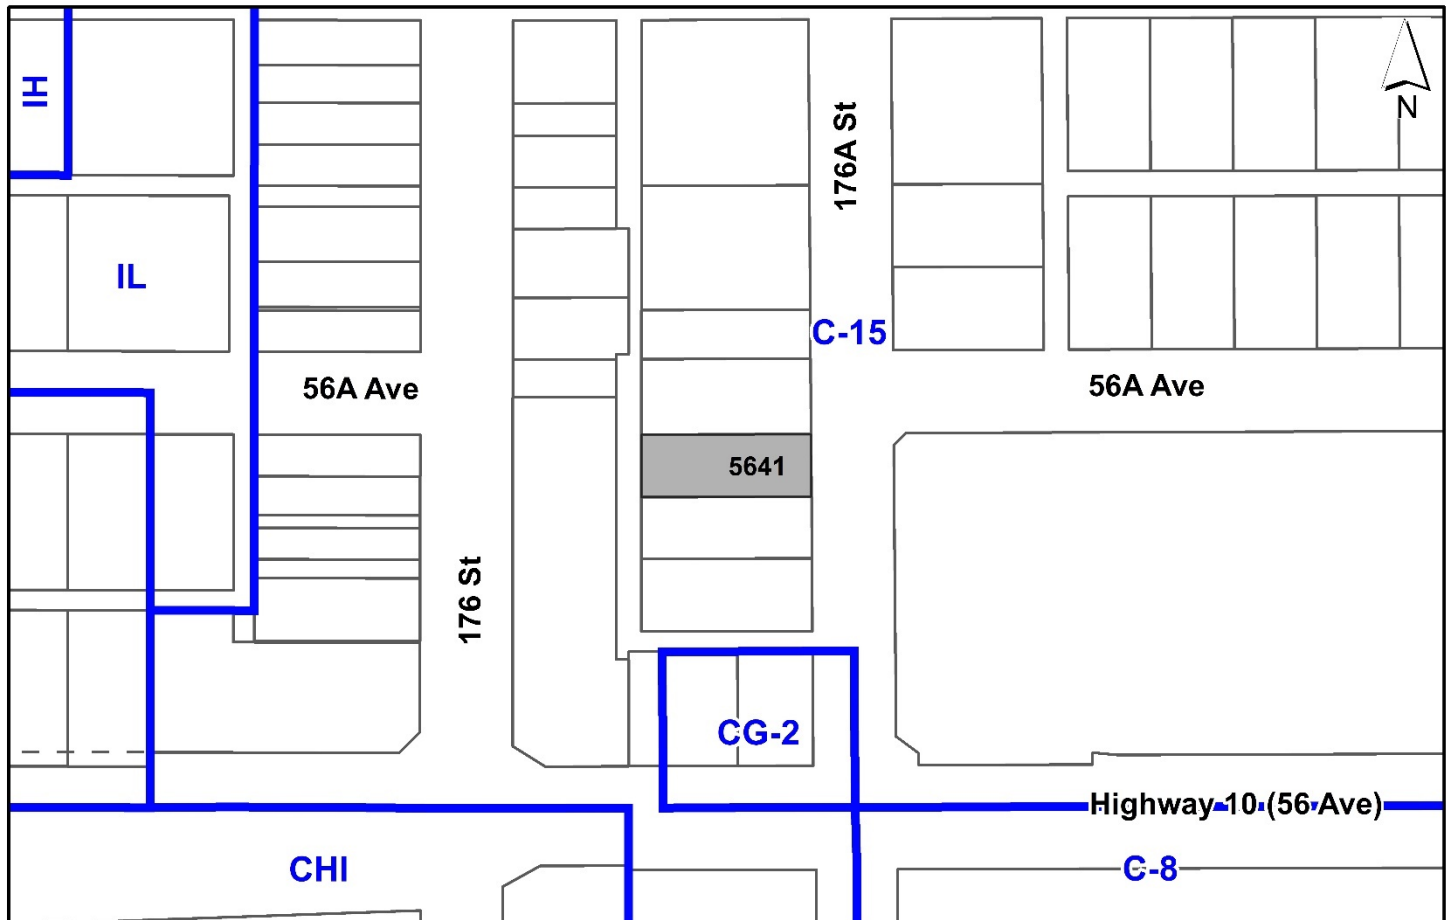 IH
176A St
N
IL
C-15
56A Ave
56A Ave
5641
176 St
CG-2
Highway 10 (56 Ave)
CHI
C-8